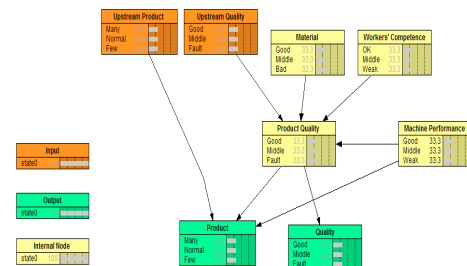 Upstream Product
Many
Normal
Few
Upstream Quality
Good
Middle
Fault
Material
Good 33.3
Middle 33.3
Bad 33.3
Workers' Competence
OK 33.3
Middle 33.3
Weak 33.3
Product Quality
Good 33.3
Middle 33.3
Fault 33.3
Machine Performance
Good 33.3
Middle 33.3
Weak 33.3
Input
state0
Output
state0
Internal Node
state0 100
Product
Many
Normal
Few
Quality
Good
Middle
Fault